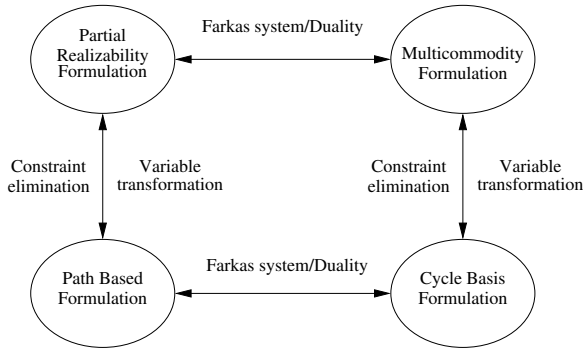 Partial
Realizability
Formulation
Farkas system/Duality
Multicommodity
Formulation
Constraint
elimination
Variable
transformation
Constraint
elimination
Variable
transformation
Path Based
Formulation
Farkas system/Duality
Cycle Basis
Formulation